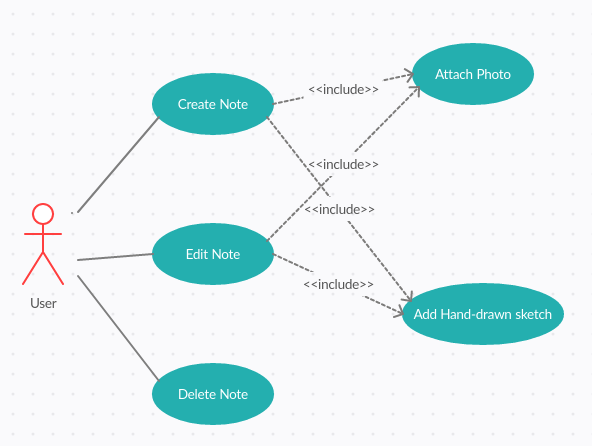 Attach Photo
<<include>>
Create Note
<<include>>
<<include>>
Edit Note
<<include>>
User
Add Hand-drawn sketch
Delete Note